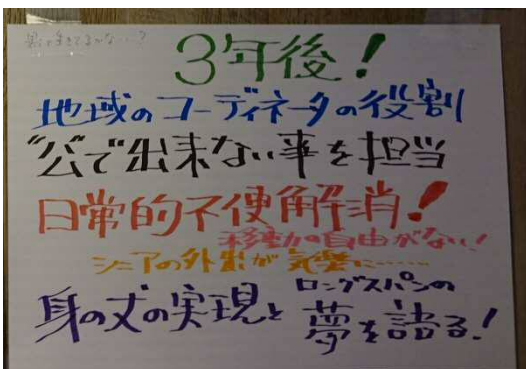 3年後!
地域のコーディネータの役割
"公で出来ない事を担当
日常的不便解消!
移動の自由がない!
シニアの外出が気楽に……
身の丈の実現とロングスパンの
夢を語る!